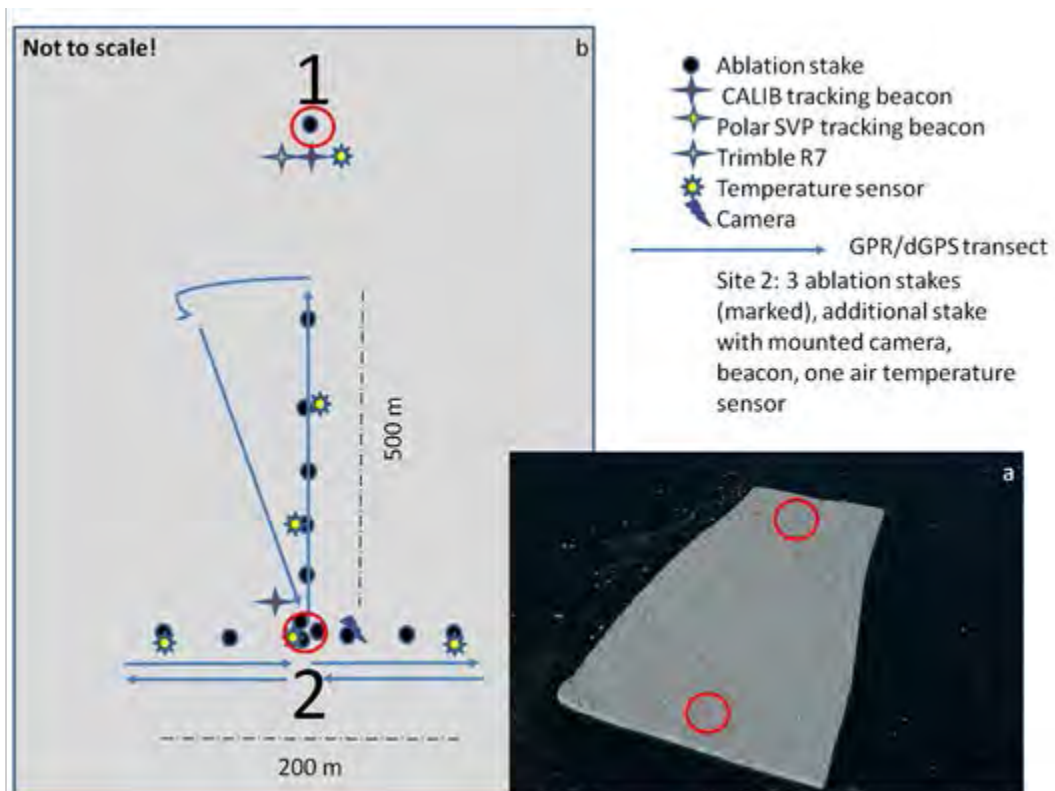 Not to scale!
b
1
500 m
2
200 m
Ablation stake
CALIB tracking beacon
Polar SVP tracking beacon
Trimble R7
Temperature sensor
Camera
GPR/dGPS transect
Site 2: 3 ablation stakes
(marked), additional stake
with mounted camera,
beacon, one air temperature
sensor
a